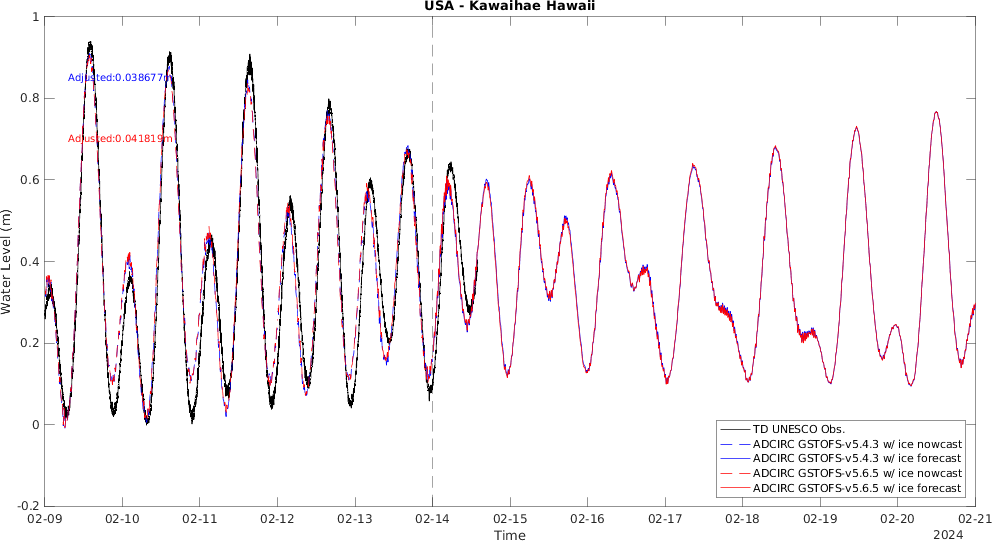 USA - Kawaihae Hawaii
1
0.8
0.6
0.4
0.2
0
-0.2
Water Level (m)
Adjusted:0.038677m
Adjusted:0.041819m
TD UNESCO Obs.
ADCIRC GSTOFS-v5.4.3 w/ ice nowcast
ADCIRC GSTOFS-v5.4.3 w/ ice forecast
ADCIRC GSTOFS-v5.6.5 w/ ice nowcast
ADCIRC GSTOFS-v5.6.5 w/ ice forecast
02-09 02-10 02-11 02-12 02-13 02-14 02-15 02-16 02-17 02-18 02-19 02-20 02-21
Time
2024